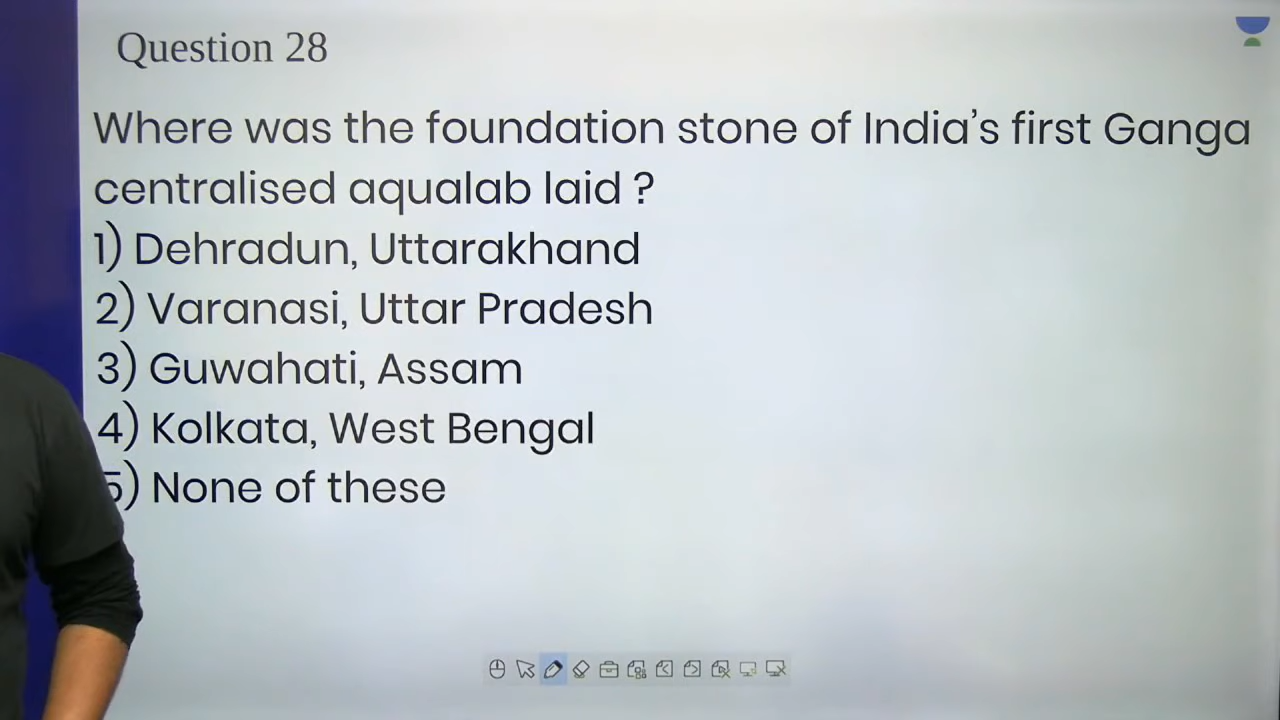 Question 28
Where was the foundation stone of India's first Ganga
centralised aqualab laid ?
1) Dehradun, Uttarakhand
2) Varanasi, Uttar Pradesh
3) Guwahati, Assam
4) Kolkata, West Bengal
5) None of these